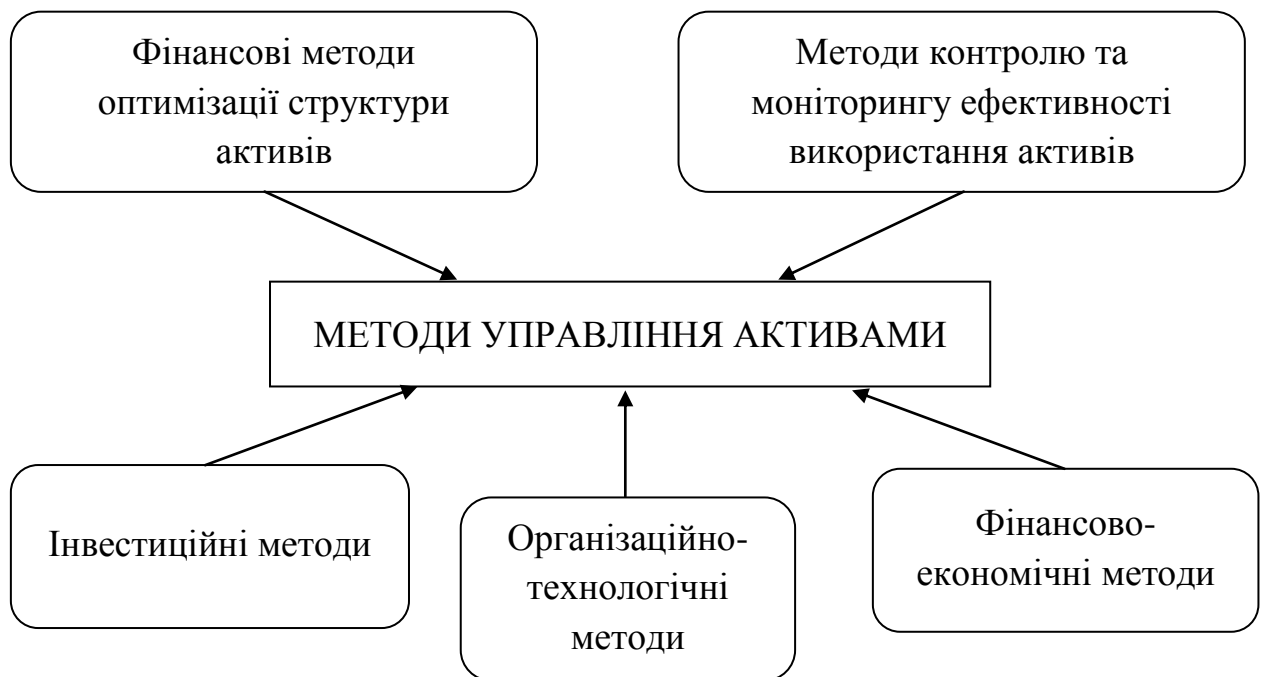 Фінансові методи
оптимізації структури
активів
Методи контролю та
моніторингу ефективності
використання активів
МЕТОДИ УПРАВЛІННЯ АКТИВАМИ
Інвестиційні методи
Організаційно-
технологічні
методи
Фінансово-
економічні методи